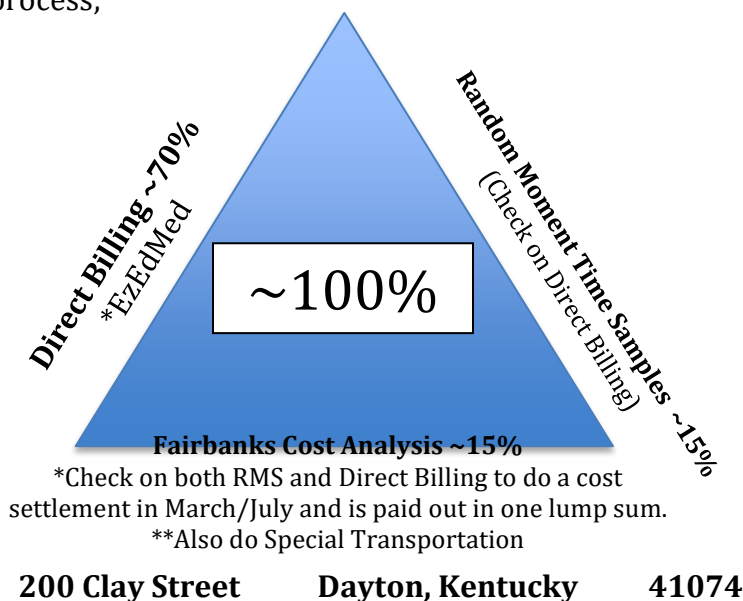 process,
Direct Billing ~70%
*EzEdMed
Random Moment Time Samples ~15%
(Check on Direct Billing)
~100%
Fairbanks Cost Analysis ~15%
*Check on both RMS and Direct Billing to do a cost
settlement in March/July and is paid out in one lump sum.
**Also do Special Transportation
200 Clay Street Dayton, Kentucky 41074